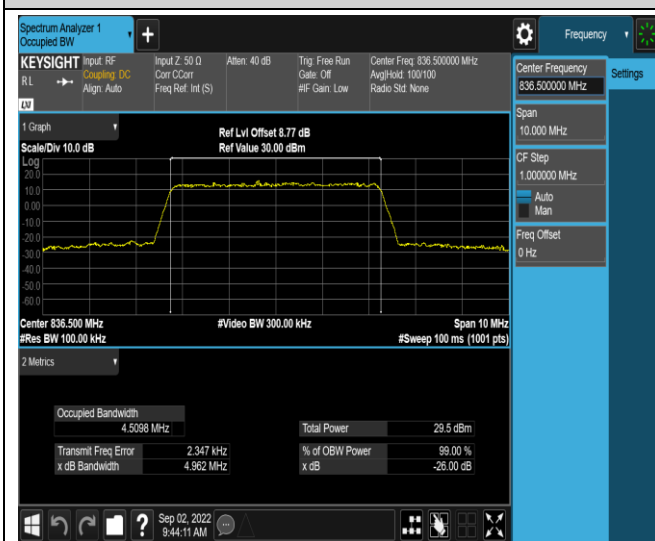 Spectrum Analyzer 1
Occupied BW
+
Frequency
KEYSIGHT
Input: RF
Coupling: DC
Align: Auto
Input Z: 50 Ω
Corr CCorr
Freq Ref: Int (S)
Atten: 40 dB
Trig: Free Run
Gate: Off
#IF Gain: Low
Center Freq: 836.500000 MHz
Avg|Hold: 100/100
Radio Std: None
R L
LXI
Center Frequency
836.500000 MHz
Settings
Span
10.000 MHz
CF Step
1.000000 MHz
Auto
Man
Freq Offset
0 Hz
1 Graph
Scale/Div 10.0 dB
Ref Lvl Offset 8.77 dB
Ref Value 30.00 dBm
Log
20.0
10.0
0.00
-10.0
-20.0
-30.0
-40.0
-50.0
-60.0
Center 836.500 MHz
#Video BW 300.00 kHz
Span 10 MHz
#Res BW 100.00 kHz
#Sweep 100 ms (1001 pts)
2 Metrics
Occupied Bandwidth
4.5098 MHz
Total Power 29.5 dBm
Transmit Freq Error 2.347 kHz
% of OBW Power 99.00 %
x dB Bandwidth 4.962 MHz
x dB -26.00 dB
?
Sep 02, 2022
9:44:11 AM